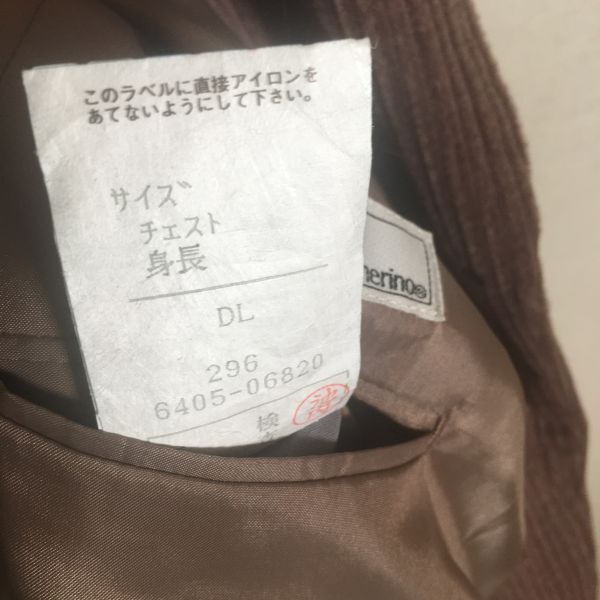 このラベルに直接アイロンを
あてないようにして下さい。
サイズ
チェスト
身長
DL
296
6405-06820
検
merino®